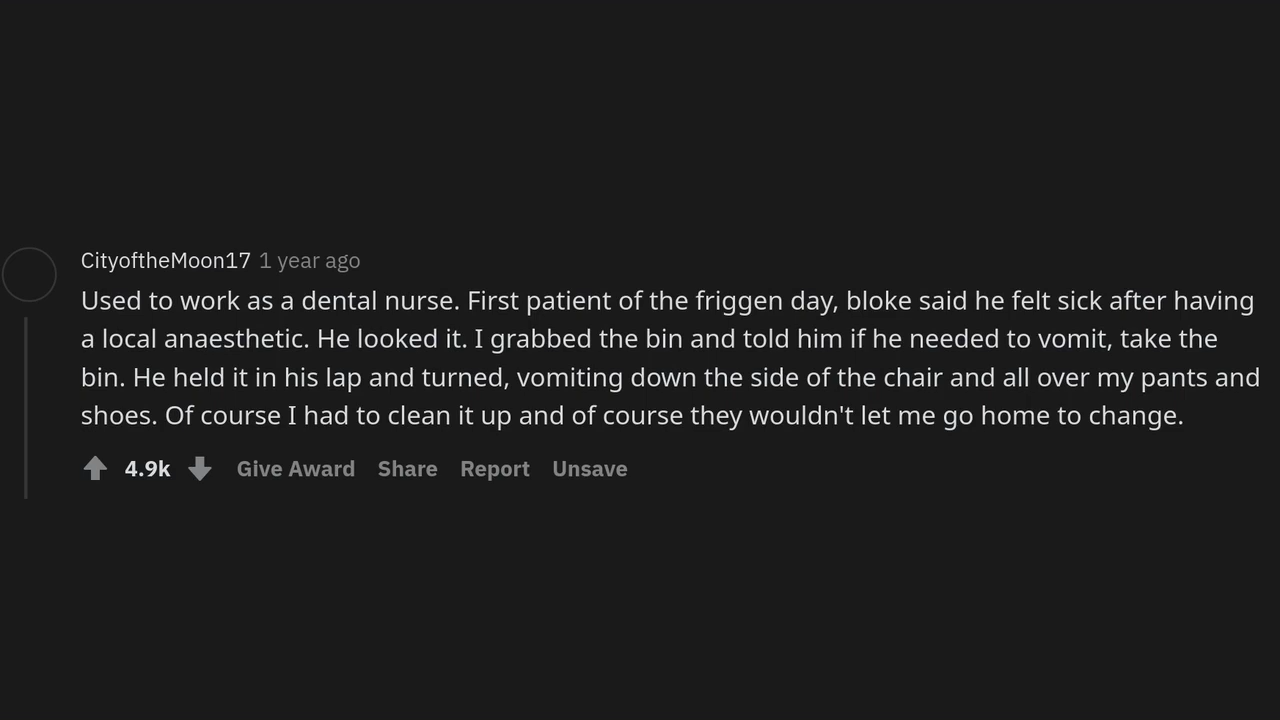 CityoftheMoon17 1 year ago
Used to work as a dental nurse. First patient of the friggen day, bloke said he felt sick after having
a local anaesthetic. He looked it. I grabbed the bin and told him if he needed to vomit, take the
bin. He held it in his lap and turned, vomiting down the side of the chair and all over my pants and
shoes. Of course I had to clean it up and of course they wouldn't let me go home to change.
4.9k Give Award Share Report Unsave